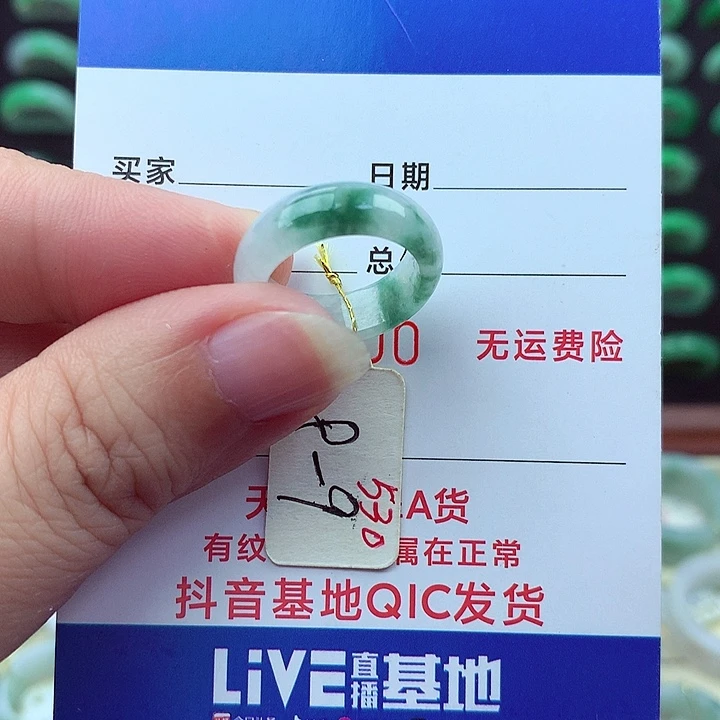 买家 日期
总
00 无运费险
A货
有纹 属在正常
抖音基地QIC发货
P-9
530
LiVE直播基地